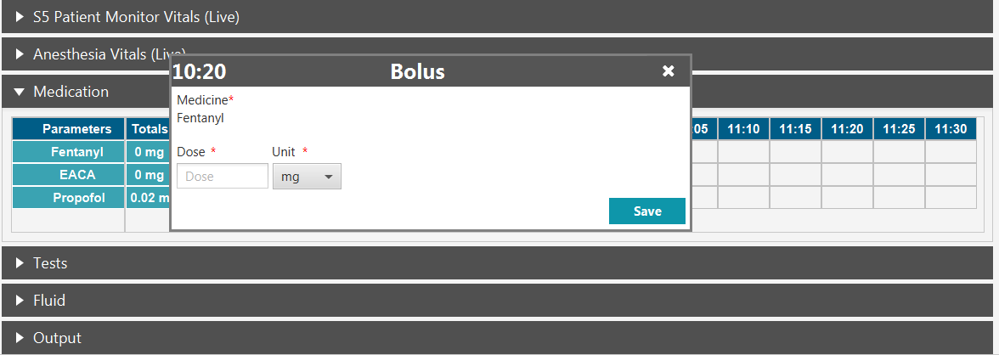 S5 Patient Monitor Vitals (Live)
Anesthesia Vitals (Live)
10:20 Bolus
Medication
Medicine*
Fentanyl
Parameters Totals :05 11:10 11:15 11:20 11:25 11:30
Fentanyl 0 mg
Dose * Unit *
EACA 0 mg
Dose mg
Propofol 0.02 m
Save
Tests
Fluid
Output